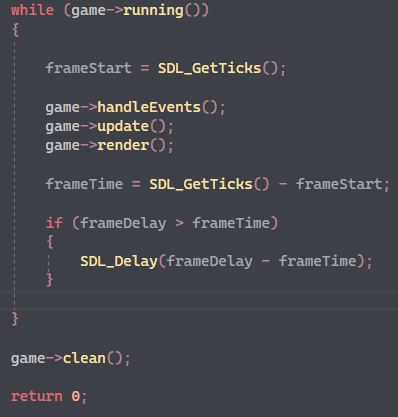 while (game->running())
{
frameStart = SDL_GetTicks();
game->handleEvents();
game->update();
game->render();
frameTime = SDL_GetTicks() - frameStart;
if (frameDelay > frameTime)
{
SDL_Delay(frameDelay - frameTime);
}
}
game->clean();
return 0;